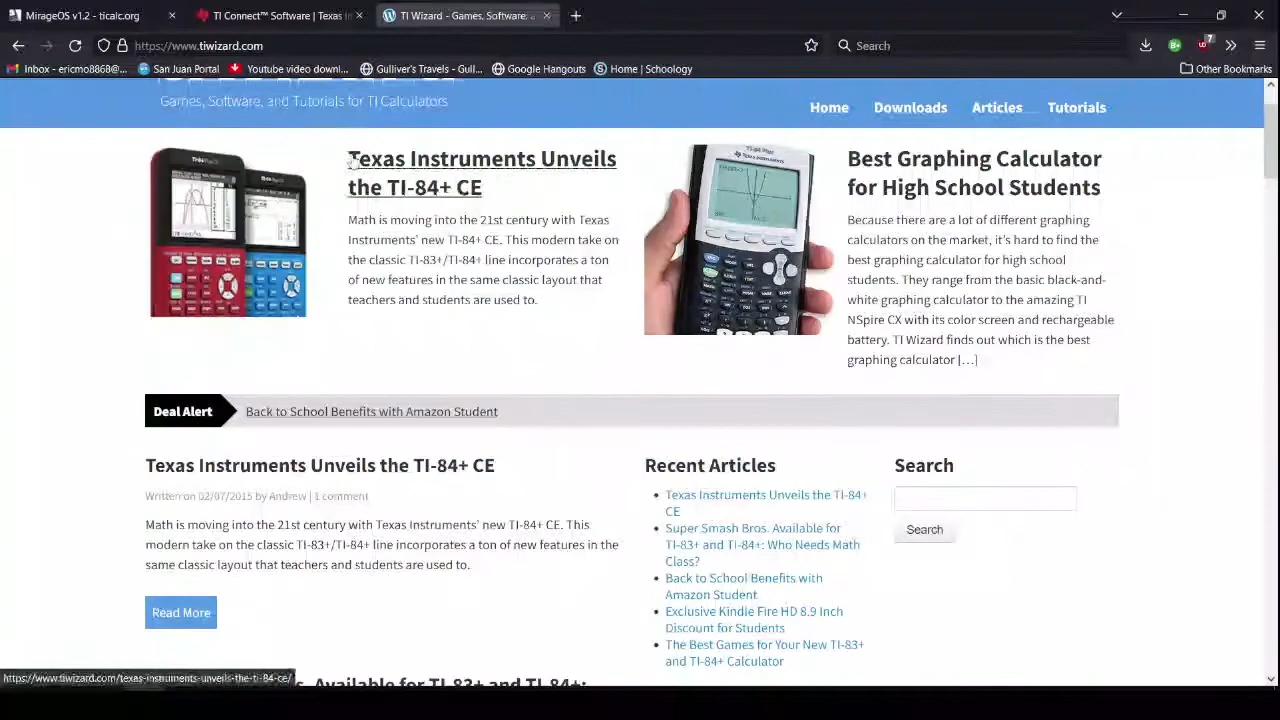 MirageOS v1.2 - ticalc.org
TI Connect™ Software | Texas In
TI Wizard - Games, Software, a
https://www.tiwizard.com
Search
7
Inbox - ericmo8868@...
San Juan Portal
Youtube video downl...
Gulliver's Travels - Gull...
Google Hangouts
Home | Schoology
Other Bookmarks
Games, Software, and Tutorials for TI Calculators
Home
Downloads
Articles
Tutorials
Texas Instruments Unveils
the TI-84+ CE
Math is moving into the 21st century with Texas
Instruments' new TI-84+ CE. This modern take on
the classic TI-83+/TI-84+ line incorporates a ton
of new features in the same classic layout that
teachers and students are used to.
Best Graphing Calculator
for High School Students
Because there are a lot of different graphing
calculators on the market, it's hard to find the
best graphing calculator for high school
students. They range from the basic black-and-
white graphing calculator to the amazing TI
NSpire CX with its color screen and rechargeable
battery. TI Wizard finds out which is the best
graphing calculator […]
Deal Alert
Back to School Benefits with Amazon Student
Texas Instruments Unveils the TI-84+ CE
Written on 02/07/2015 by Andrew | 1 comment
Math is moving into the 21st century with Texas Instruments' new TI-84+ CE. This
modern take on the classic TI-83+/TI-84+ line incorporates a ton of new features in the
same classic layout that teachers and students are used to.
Read More
Recent Articles
Texas Instruments Unveils the TI-84+
CE
Super Smash Bros. Available for
TI-83+ and TI-84+: Who Needs Math
Class?
Back to School Benefits with
Amazon Student
Exclusive Kindle Fire HD 8.9 Inch
Discount for Students
The Best Games for Your New TI-83+
and TI-84+ Calculator
Search
Search
https://www.tiwizard.com/texas-instruments-unveils-the-ti-84-ce/
Available for TI-83+ and TI-84+: